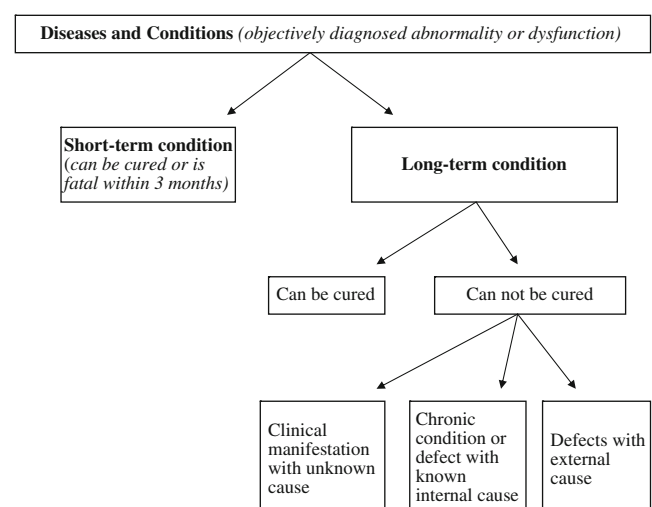 Diseases and Conditions (objectively diagnosed abnormality or dysfunction)
Short-term condition
(can be cured or is
fatal within 3 months)
Long-term condition
Can be cured
Can not be cured
Clinical
manifestation
with unknown
cause
Chronic
condition or
defect with
known
internal cause
Defects with
external
cause